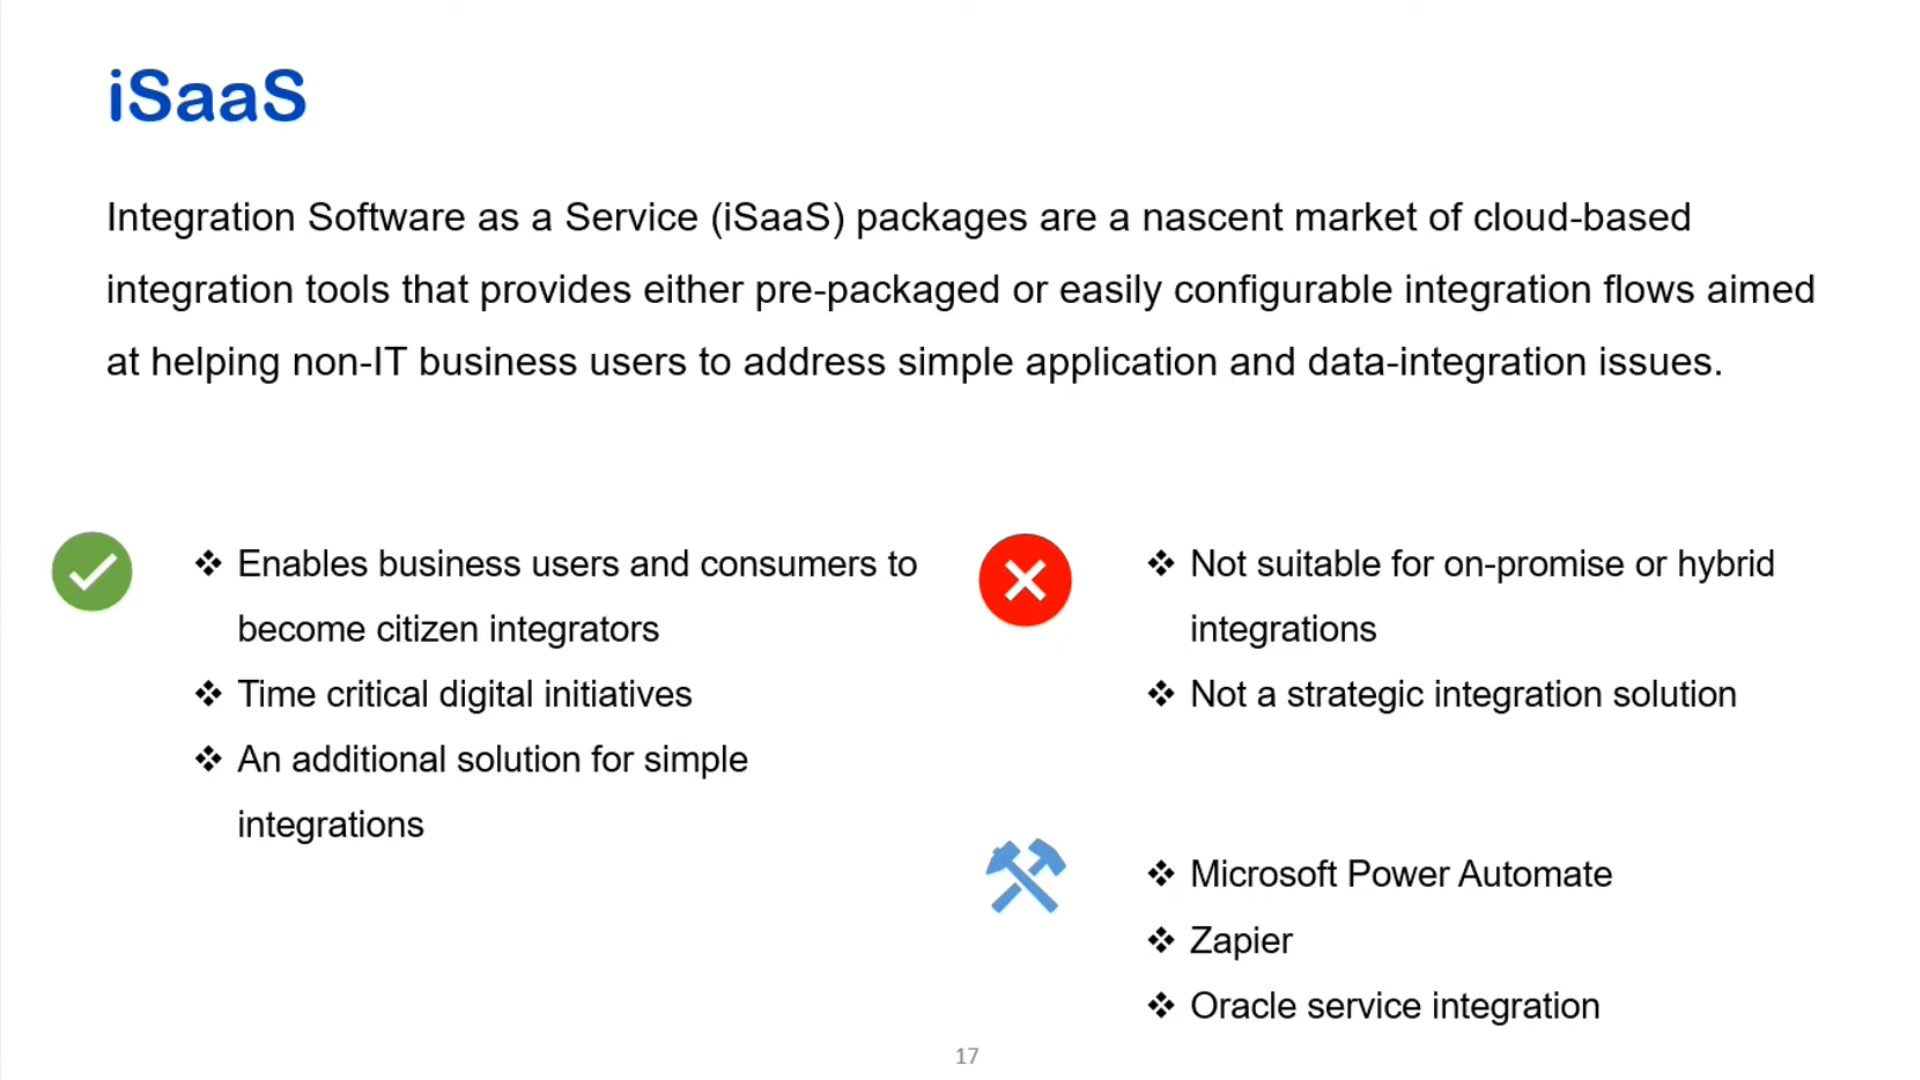 iSaaS
Integration Software as a Service (iSaaS) packages are a nascent market of cloud-based
integration tools that provides either pre-packaged or easily configurable integration flows aimed
at helping non-IT business users to address simple application and data-integration issues.
❖ Enables business users and consumers to
become citizen integrators
❖ Time critical digital initiatives
❖ An additional solution for simple
integrations
❖ Not suitable for on-promise or hybrid
integrations
❖ Not a strategic integration solution
❖ Microsoft Power Automate
❖ Zapier
❖ Oracle service integration
17